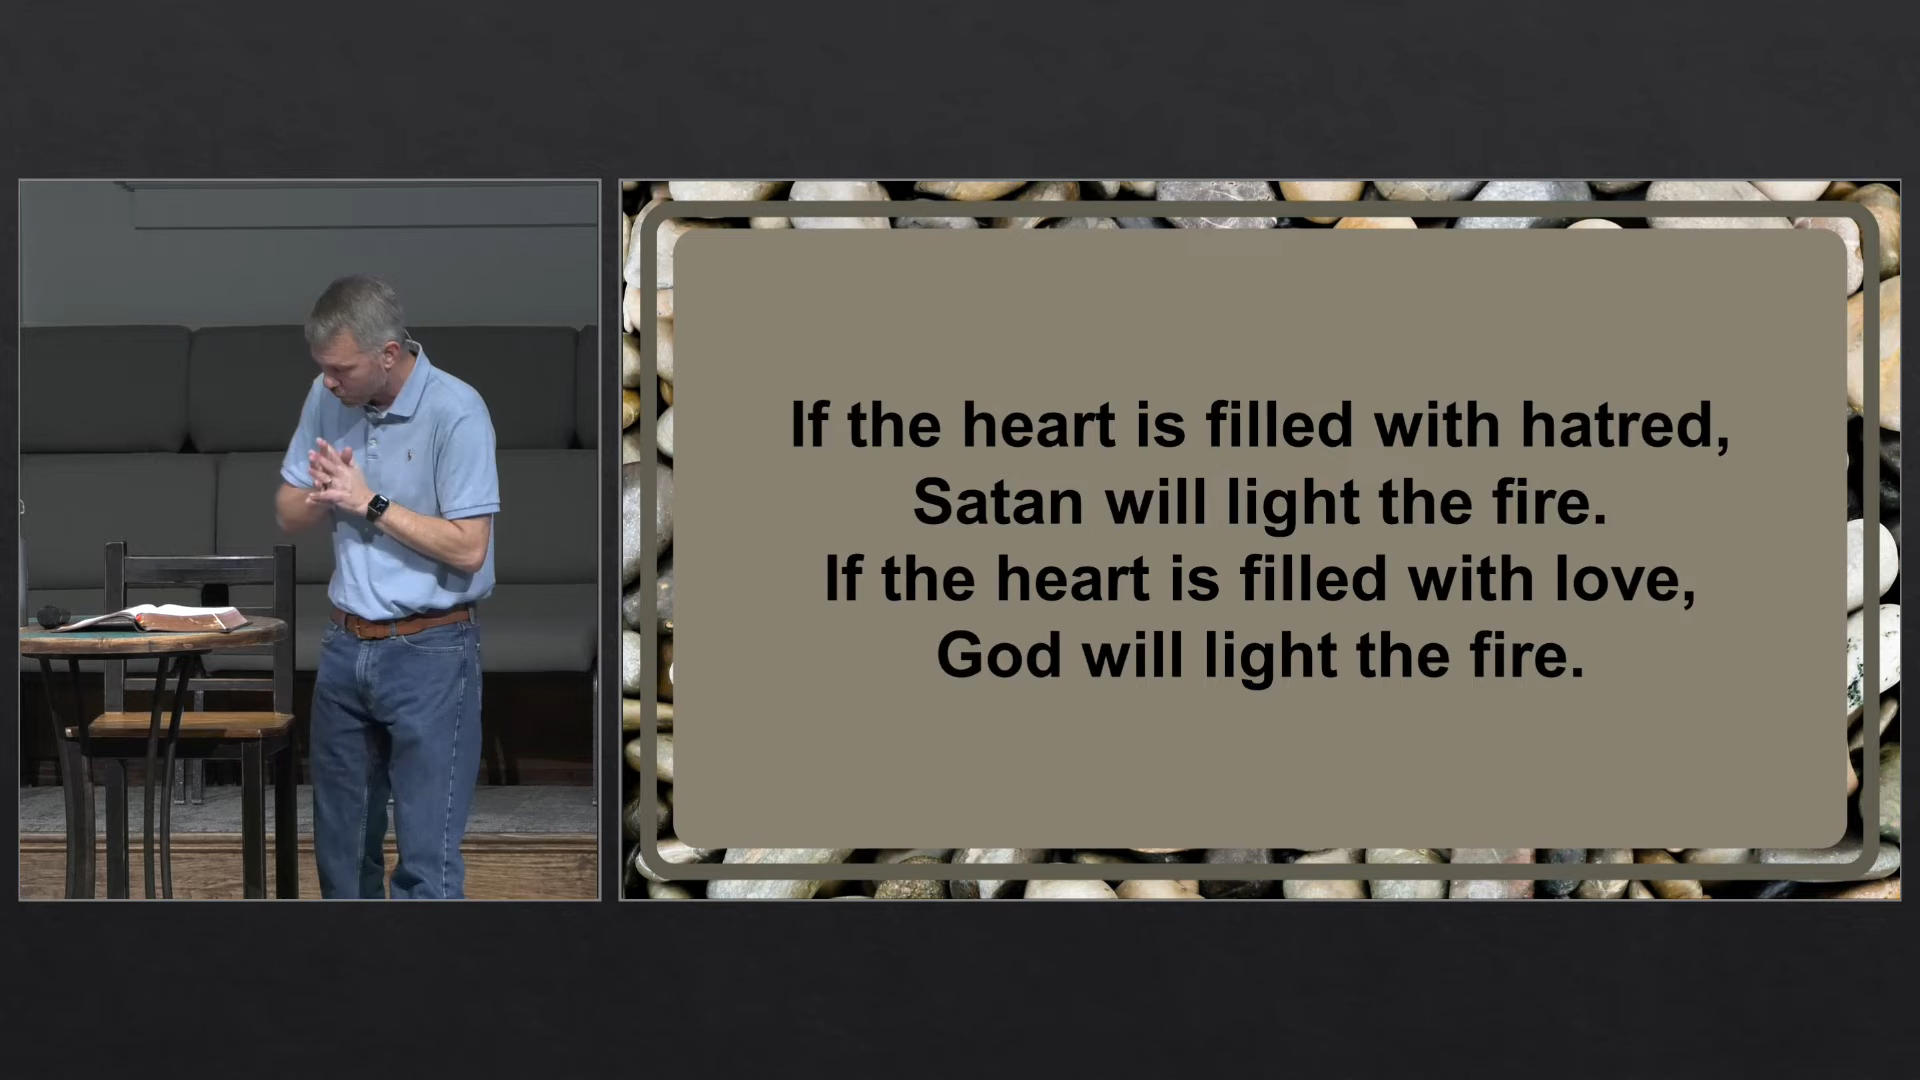 If the heart is filled with hatred,
Satan will light the fire.
If the heart is filled with love,
God will light the fire.